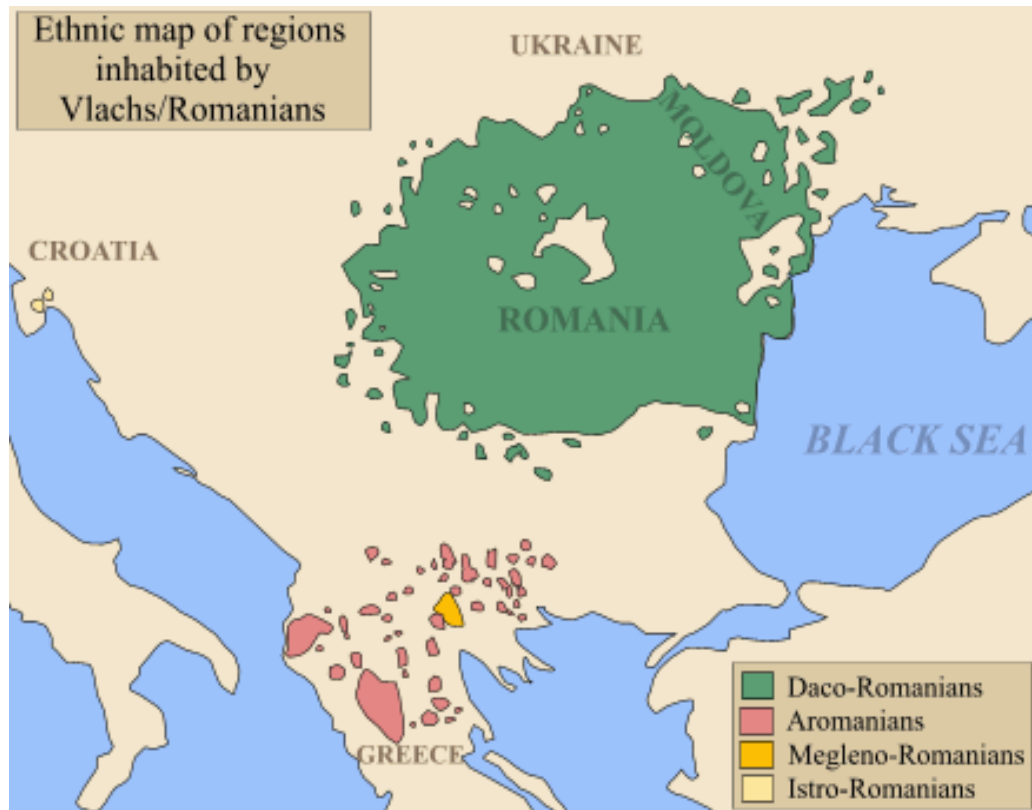 Ethnic map of regions
inhabited by
Vlachs/Romanians
UKRAINE
MOLDOVA
CROATIA
ROMANIA
BLACK SEA
GREECE
Daco-Romanians
Aromanians
Megleno-Romanians
Istro-Romanians